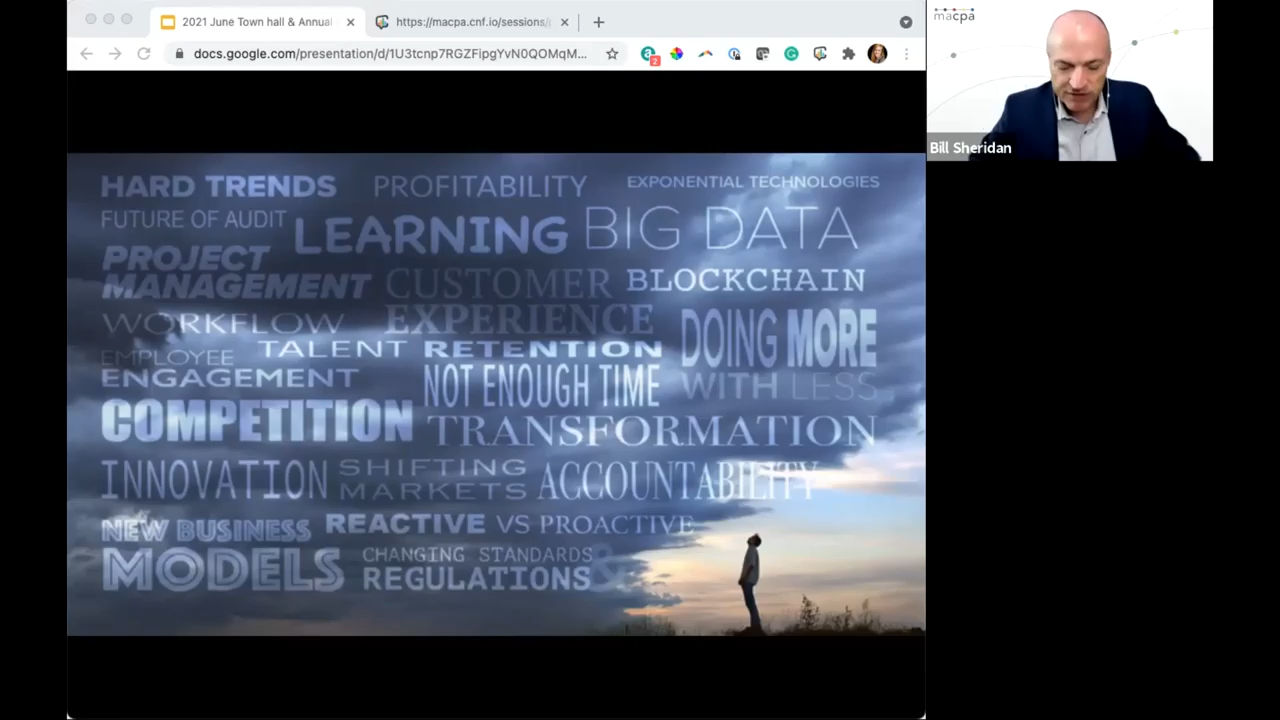 2021 June Town hall & Annual
https://macpa.cnf.io/sessions/
docs.google.com/presentation/d/1U3tcnp7RGZFipgYvN0QOMqM...
2
macpa
Bill Sheridan
HARD TRENDS
PROFITABILITY
EXPONENTIAL TECHNOLOGIES
FUTURE OF AUDIT
LEARNING
BIG DATA
PROJECT
MANAGEMENT
CUSTOMER
EXPERIENCE
BLOCKCHAIN
WORKFLOW
DOING MORE
WITH LESS
EMPLOYEE
ENGAGEMENT
TALENT RETENTION
NOT ENOUGH TIME
COMPETITION
TRANSFORMATION
INNOVATION
SHIFTING
MARKETS
ACCOUNTABILITY
NEW BUSINESS
MODELS
REACTIVE VS PROACTIVE
CHANGING STANDARDS
REGULATIONS &